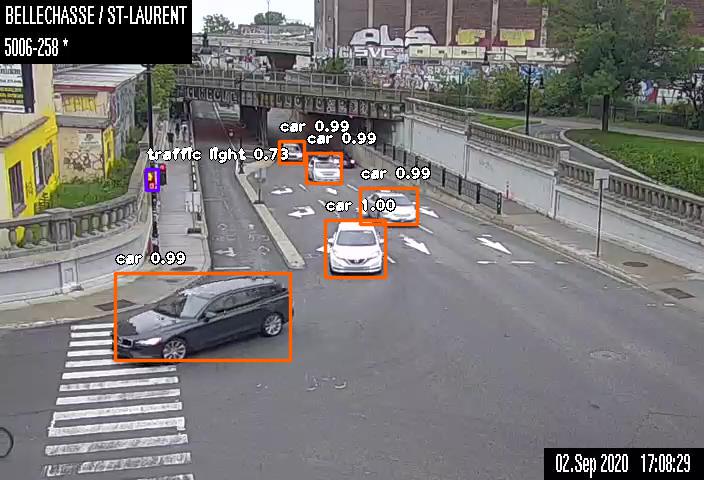 BELLECHASSE / ST-LAURENT
5006-258 *
car 0.99
car 0.99
traffic light 0.73
car 0.99
car 1.00
car 0.99
02.Sep 2020 17:08:29